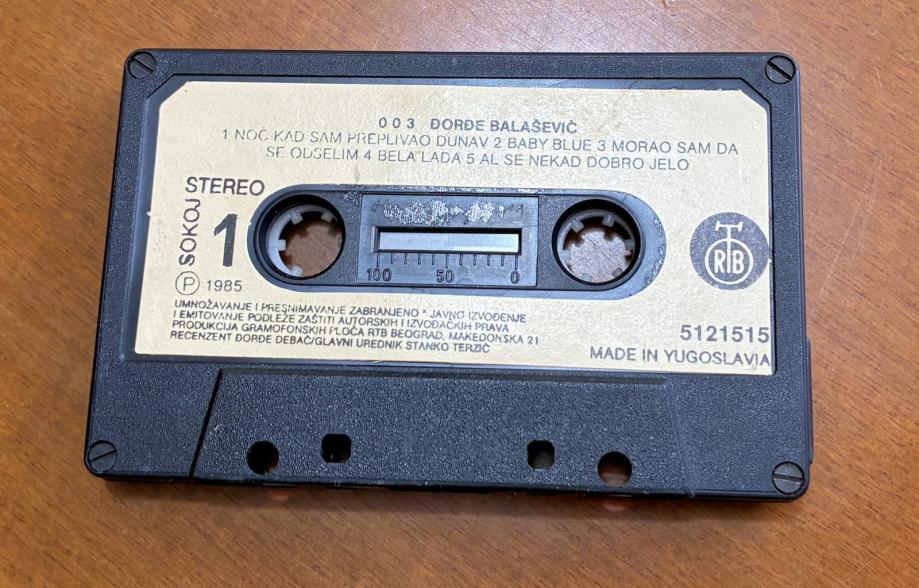 003 ĐORĐE BALAŠEVIĆ
1 NOĆ KAD SAM PREPLIVAO DUNAV 2 BABY BLUE 3 MORAO SAM DA
SE ODSELIM 4 BELA LADA 5 AL SE NEKAD DOBRO JELO
STEREO
SOKOJ
1
100 50 0
RTB
Ⓟ 1985
UMNOŽAVANJE I PRESNIMAVANJE ZABRANJENO * JAVNO IZVOĐENJE
I EMITOVANJE PODLEŽE ZAŠTITI AUTORSKIH I IZVOĐAČKIH PRAVA
PRODUKCIJA GRAMOFONSKIH PLOČA RTB BEOGRAD, MAKEDONSKA 21
RECENZENT ĐORĐE DEBAČ/GLAVNI UREDNIK STANKO TERZIĆ
5121515
MADE IN YUGOSLAVIA